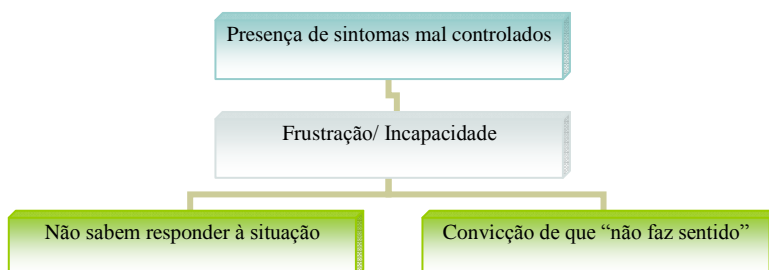 Presença de sintomas mal controlados
Frustração/ Incapacidade
Não sabem responder à situação
Convicção de que “não faz sentido”